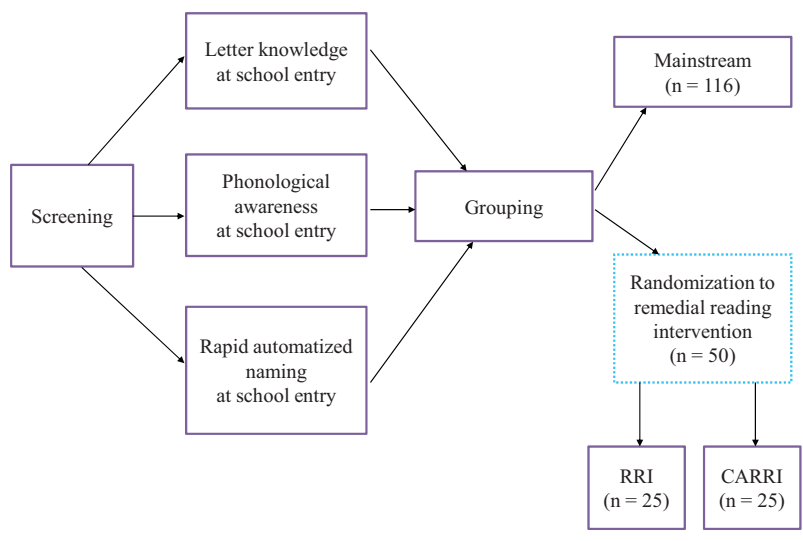 Screening
Letter knowledge
at school entry
Phonological
awareness
at school entry
Rapid automatized
naming
at school entry
Grouping
Mainstream
(n = 116)
Randomization to
remedial reading
intervention
(n = 50)
RRI
(n = 25)
CARRI
(n = 25)